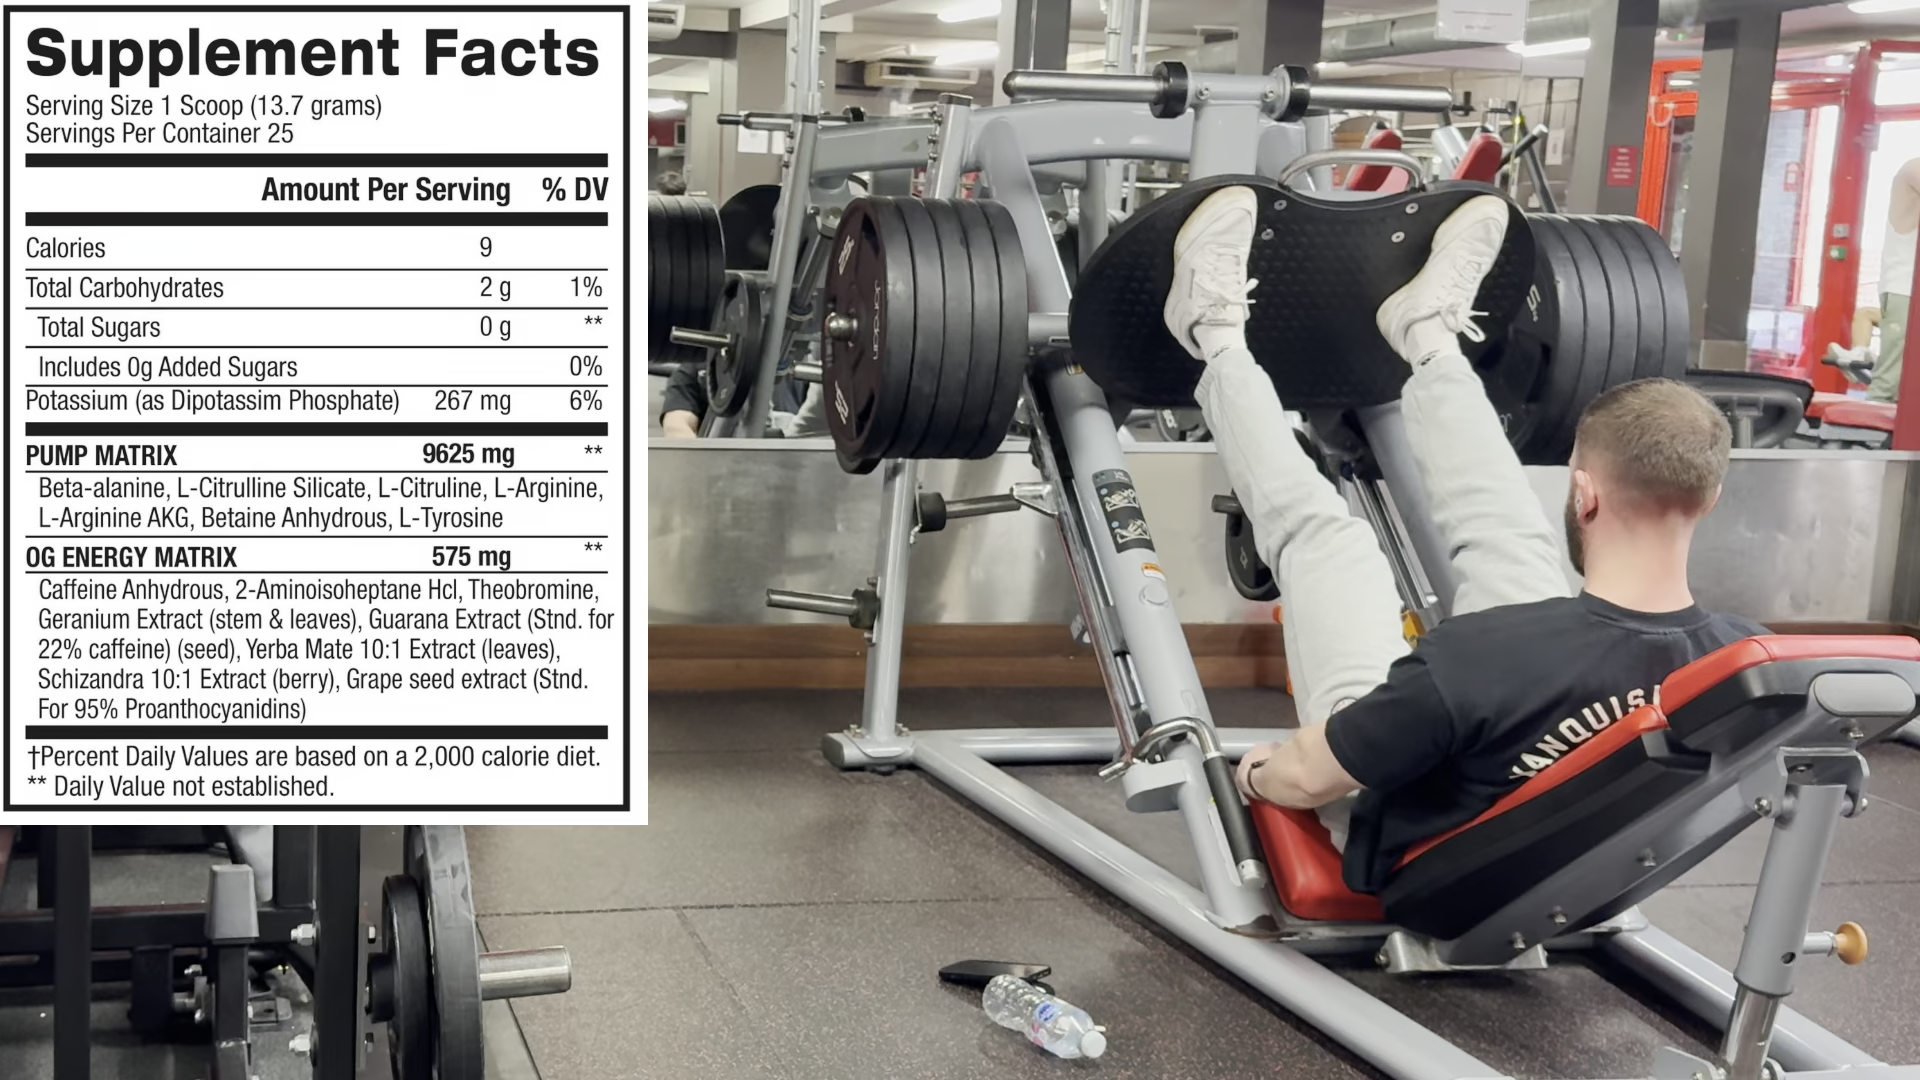 Supplement Facts
Serving Size 1 Scoop (13.7 grams)
Servings Per Container 25
Amount Per Serving % DV
Calories 9
Total Carbohydrates 2 g 1%
Total Sugars 0 g **
Includes 0g Added Sugars 0%
Potassium (as Dipotassim Phosphate) 267 mg 6%
PUMP MATRIX 9625 mg **
Beta-alanine, L-Citrulline Silicate, L-Citruline, L-Arginine,
L-Arginine AKG, Betaine Anhydrous, L-Tyrosine
OG ENERGY MATRIX 575 mg **
Caffeine Anhydrous, 2-Aminoisoheptane Hcl, Theobromine,
Geranium Extract (stem & leaves), Guarana Extract (Stnd. for
22% caffeine) (seed), Yerba Mate 10:1 Extract (leaves),
Schizandra 10:1 Extract (berry), Grape seed extract (Stnd.
For 95% Proanthocyanidins)
†Percent Daily Values are based on a 2,000 calorie diet.
** Daily Value not established.
jordan
25
VANQUIS